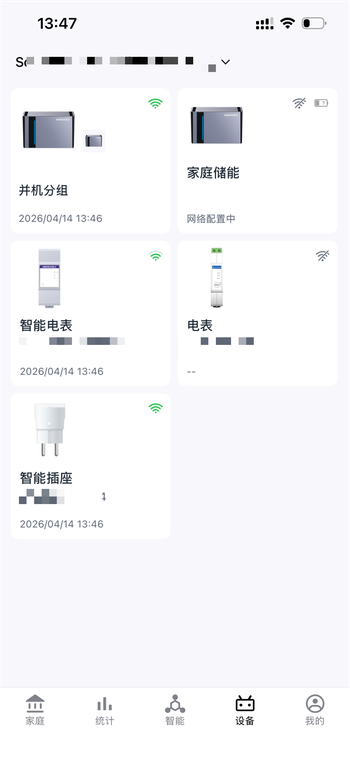 13:47
并机分组
2026/04/14 13:46
家庭储能
网络配置中
智能电表
2026/04/14 13:46
电表
--
智能插座
2026/04/14 13:46
家庭
统计
智能
设备
我的